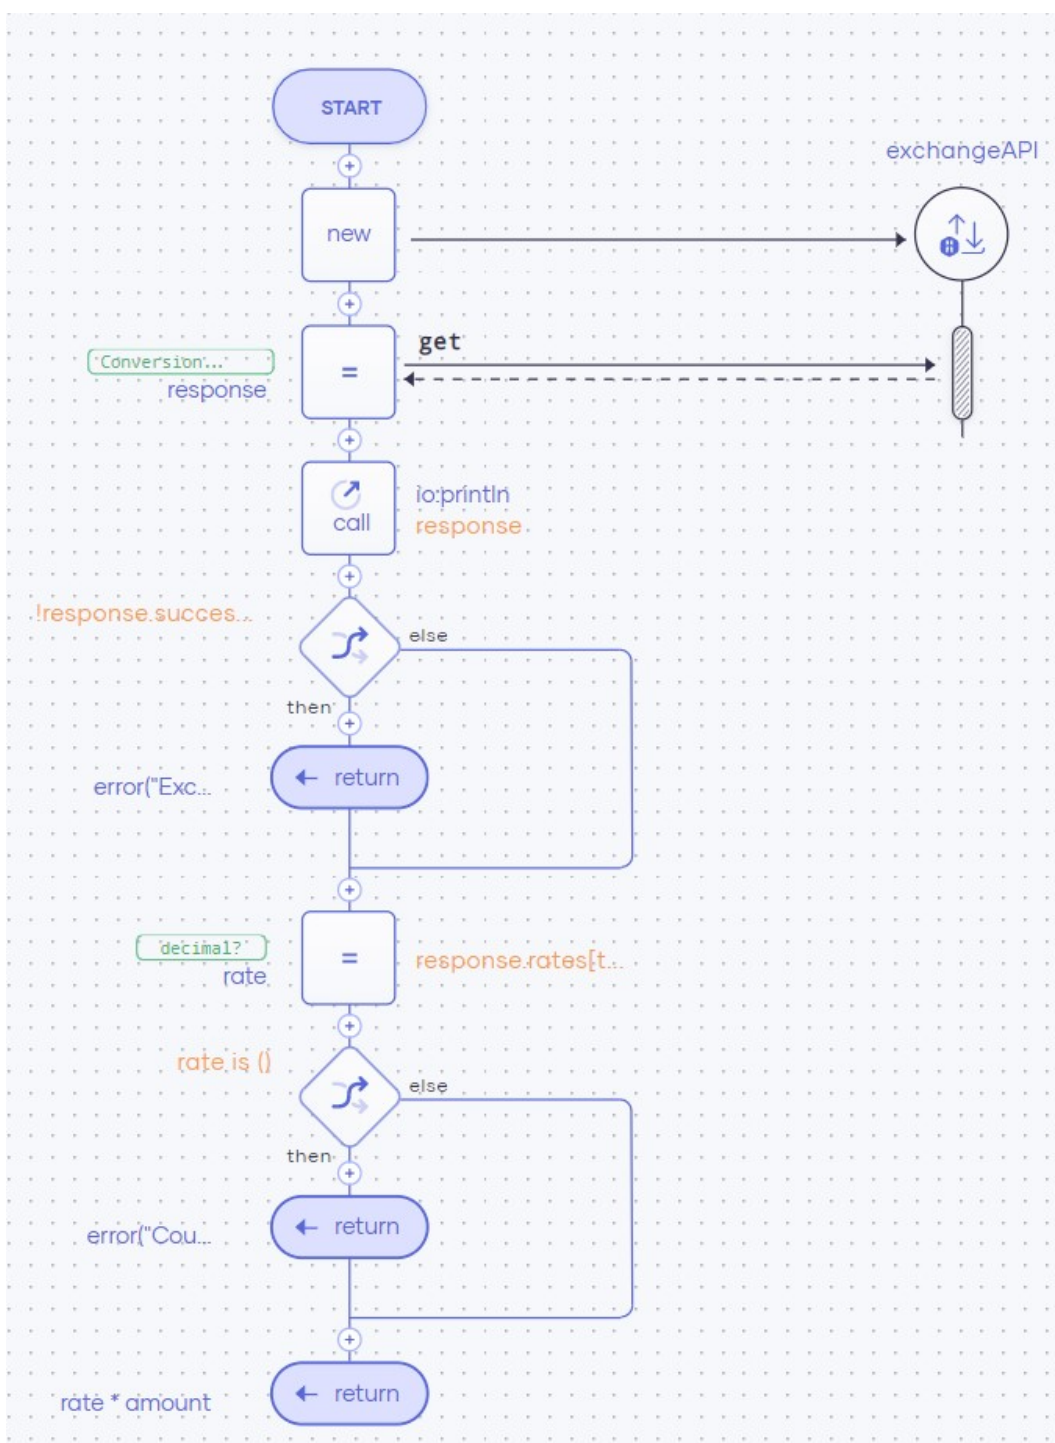 START
exchangeAPI
new
get
Conversion...
response
=
io:println
response
call
!response.succes...
else
then
error("Exc...
return
decimal?
rate
=
response.rates[t...
rate is ()
else
then
error("Cou...
return
rate * amount
return